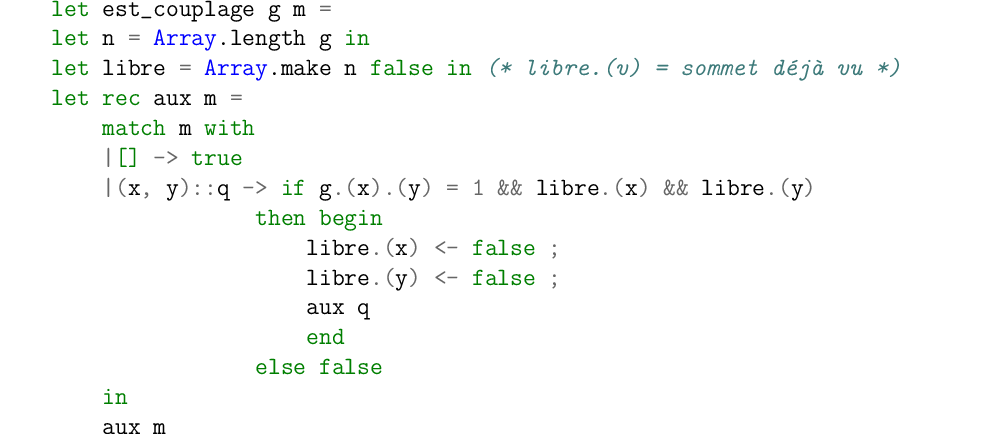 let est_couplage g m =
let n = Array.length g in
let libre = Array.make n false in (* libre.(v) = sommet déjà vu *)
let rec aux m =
    match m with
    |[] -> true
    |(x, y)::q -> if g.(x).(y) = 1 && libre.(x) && libre.(y)
                then begin
                    libre.(x) <- false ;
                    libre.(y) <- false ;
                    aux q
                    end
                else false
    in
    aux m